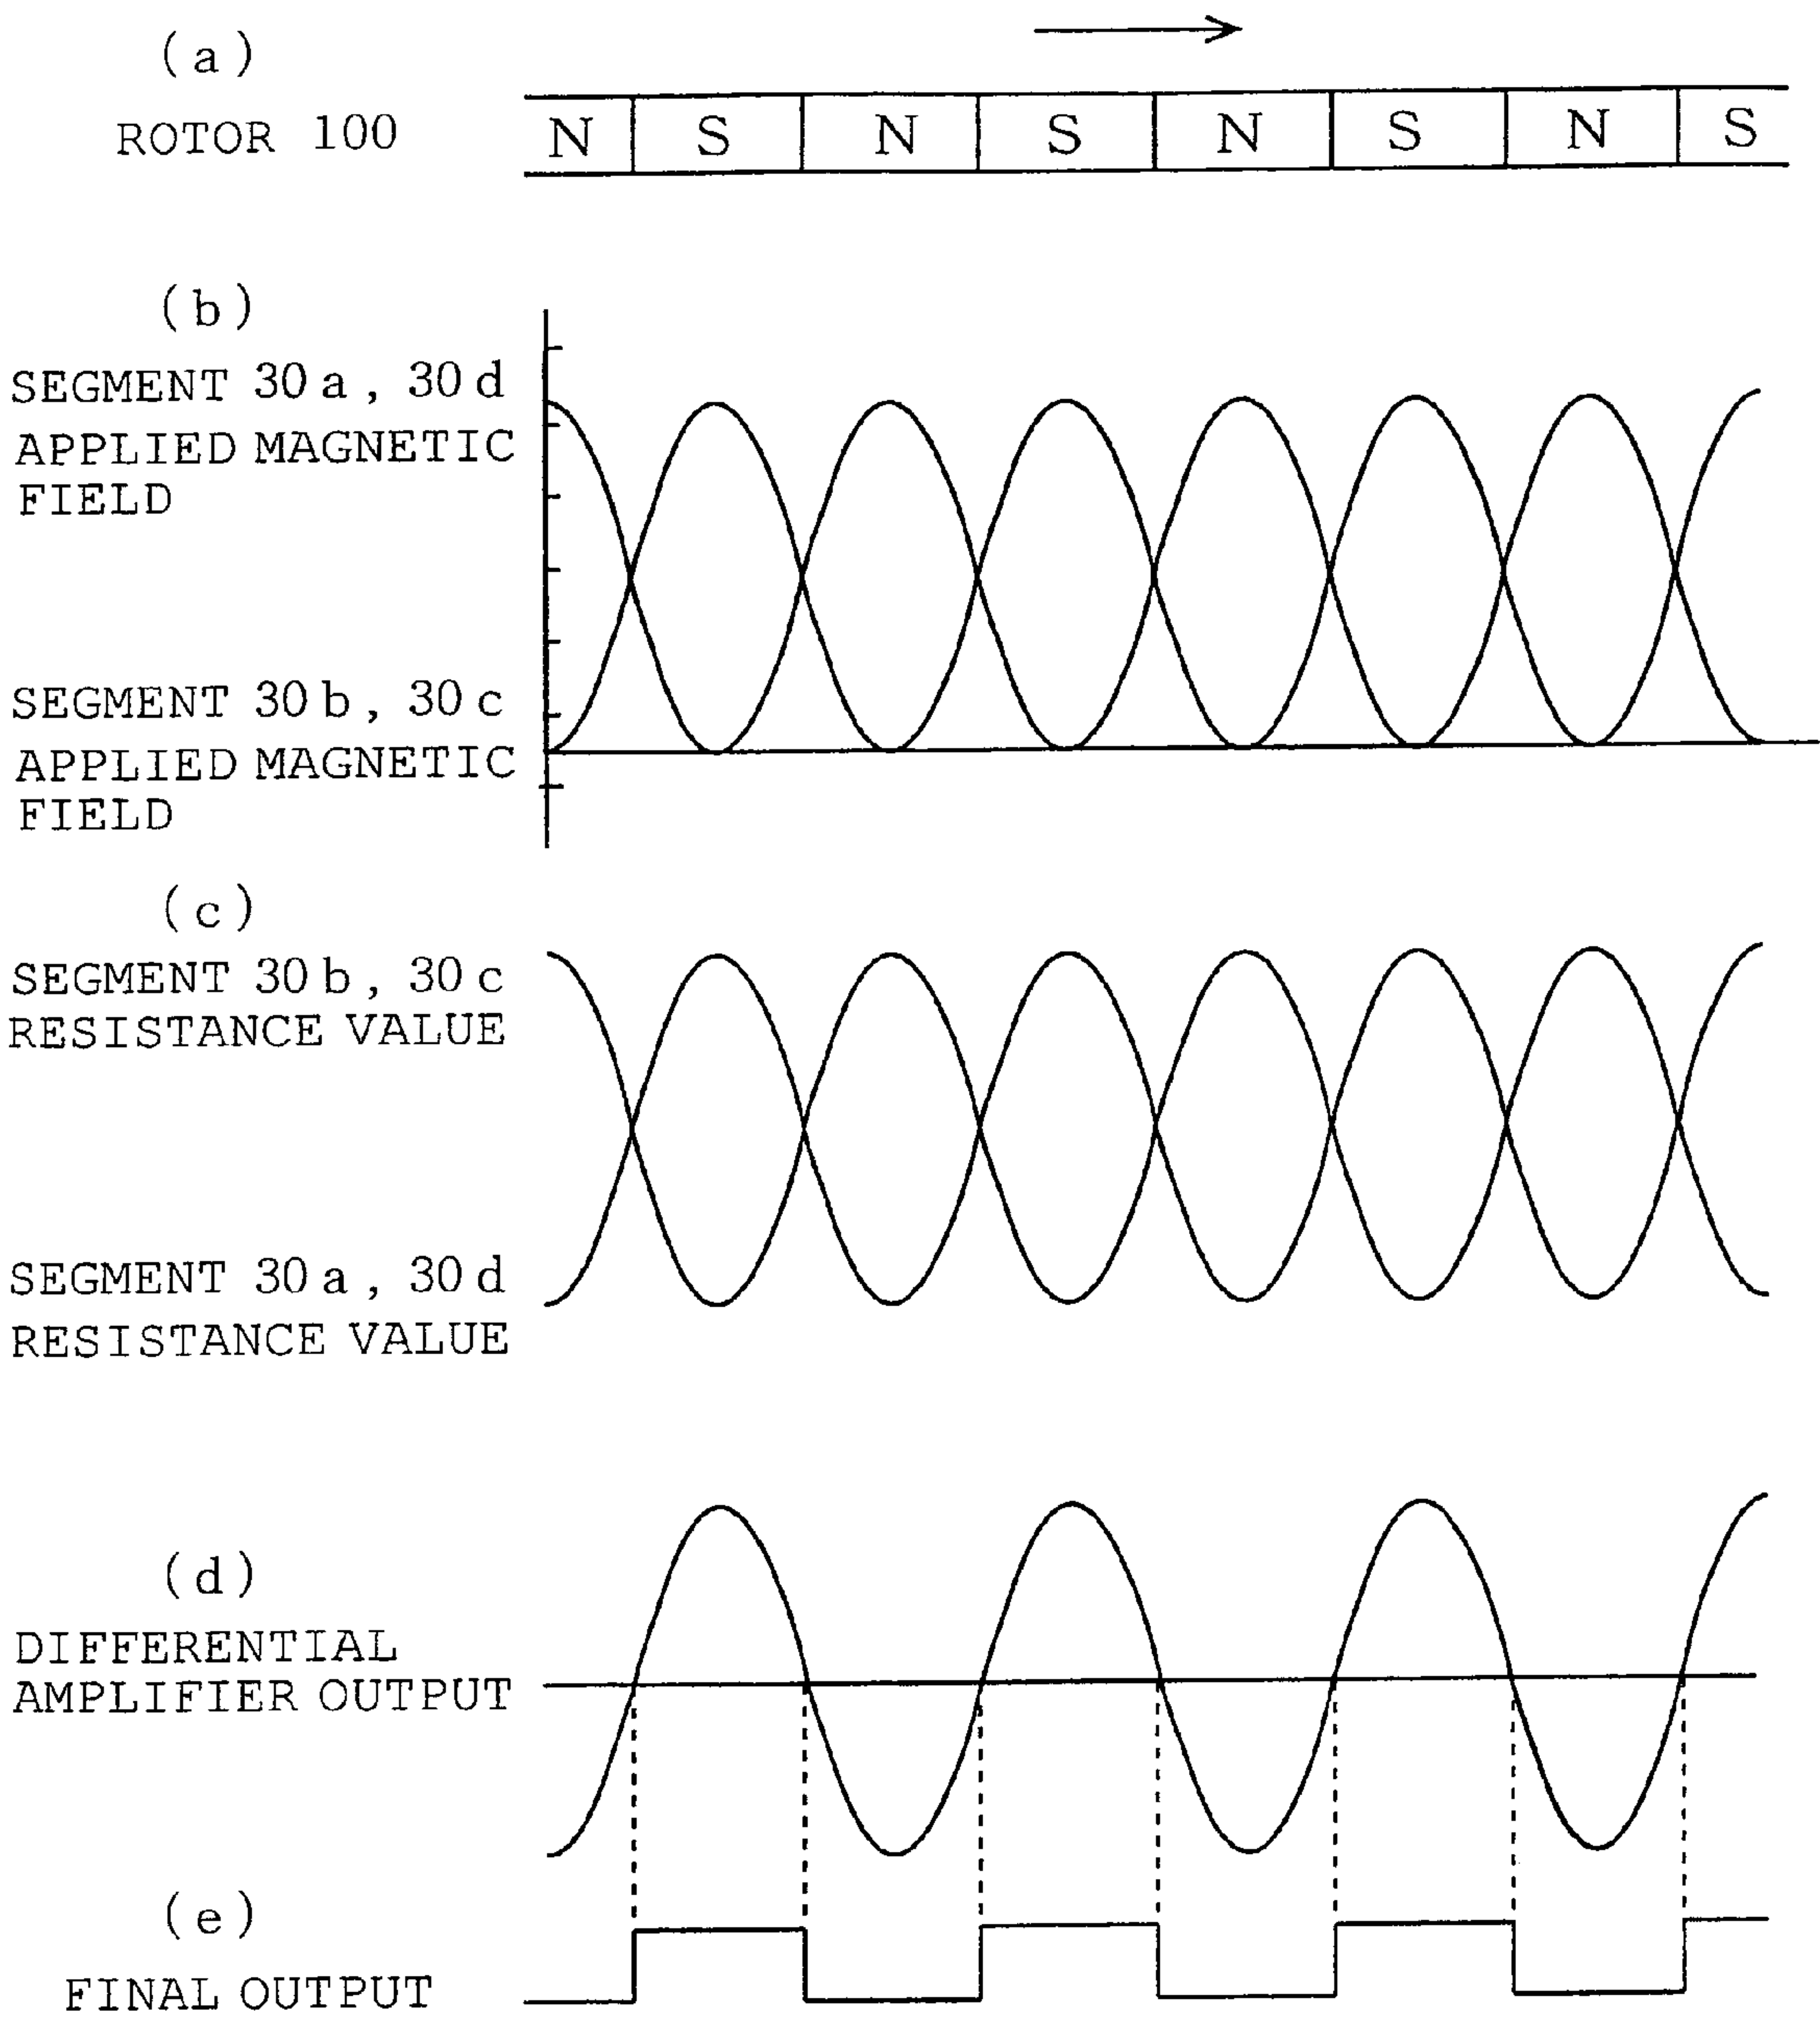 (a)
ROTOR 100
N S N S N S N S
(b)
SEGMENT 30a, 30d
APPLIED MAGNETIC
FIELD
SEGMENT 30b, 30c
APPLIED MAGNETIC
FIELD
(c)
SEGMENT 30b, 30c
RESISTANCE VALUE
SEGMENT 30a, 30d
RESISTANCE VALUE
(d)
DIFFERENTIAL
AMPLIFIER OUTPUT
(e)
FINAL OUTPUT